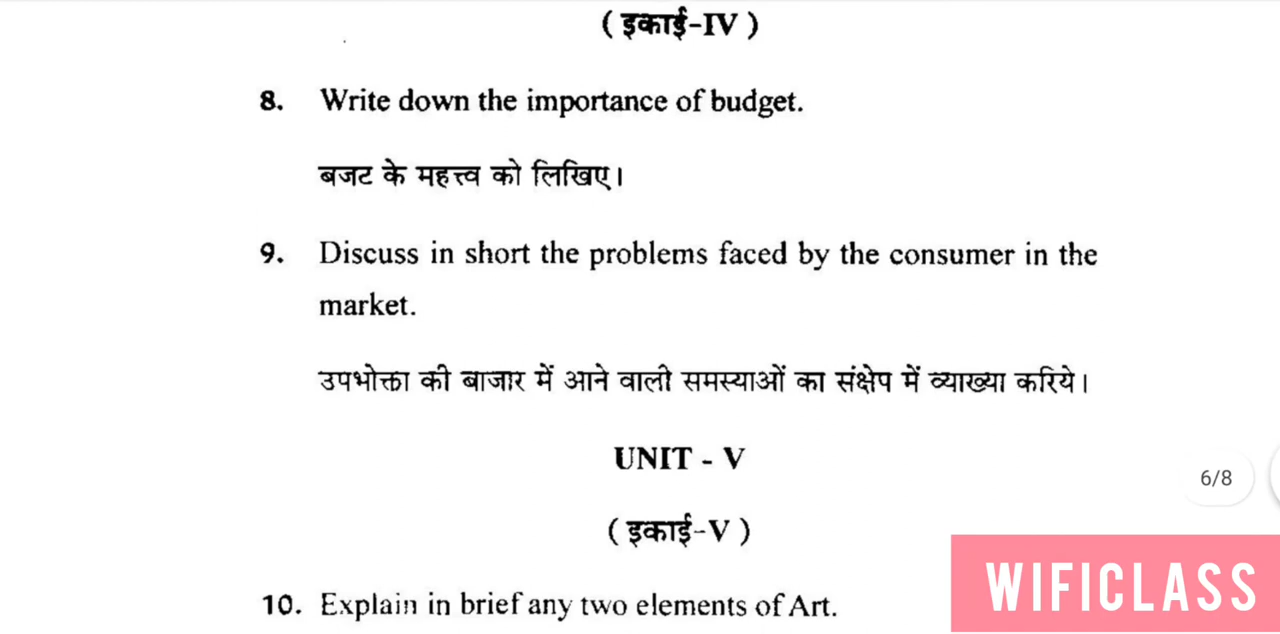 ( इकाई-IV )
8. Write down the importance of budget.
बजट के महत्त्व को लिखिए।
9. Discuss in short the problems faced by the consumer in the
market.
उपभोक्ता की बाजार में आने वाली समस्याओं का संक्षेप में व्याख्या करिये।
UNIT - V
( इकाई-V )
6/8
10. Explain in brief any two elements of Art.
WIFICLASS